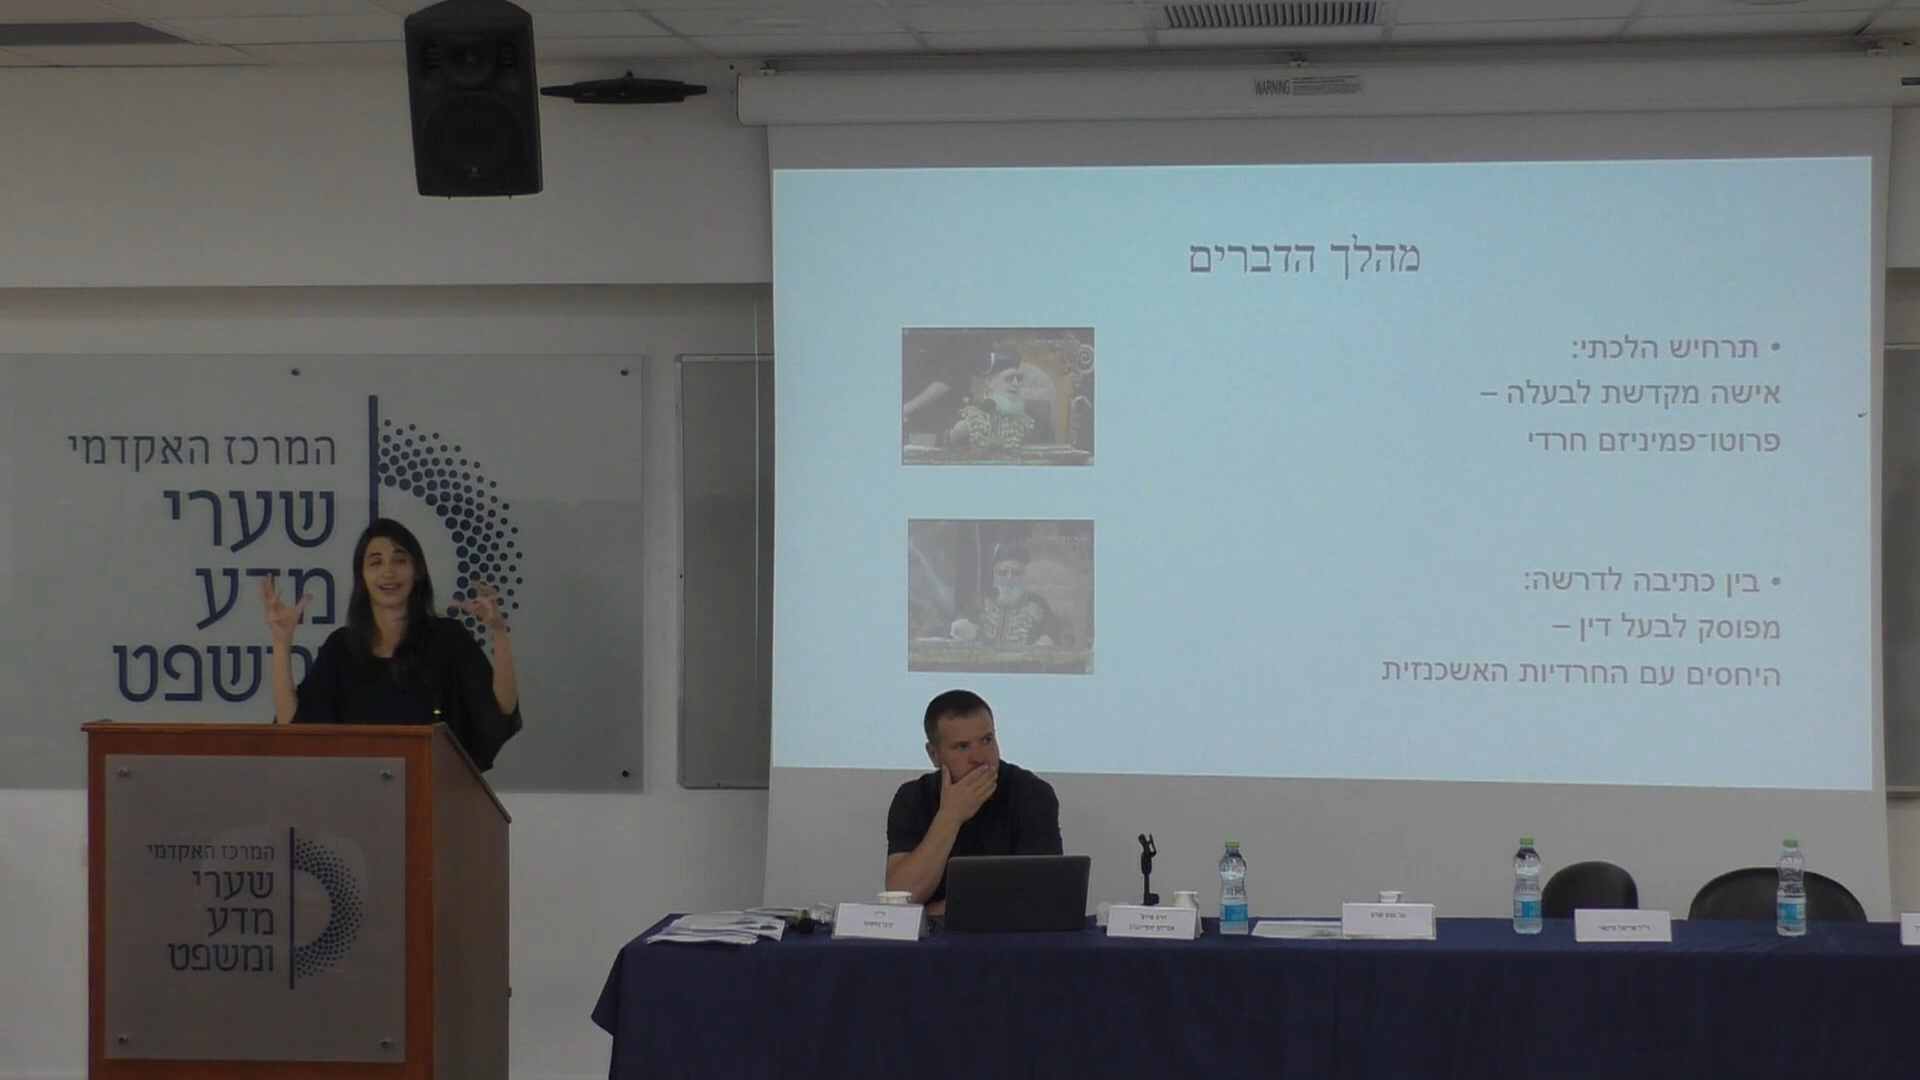 WARNING
מהלך הדברים
• תרחיש הלכתי:
אישה מקדשת לבעלה –
פרוטו־פמיניזם חרדי
• בין כתיבה לדרשה:
מפוסק לבעל דין –
היחסים עם החרדיות האשכנזית
המרכז האקדמי
שערי
מדע
ומשפט
המרכז האקדמי
שערי
מדע
ומשפט